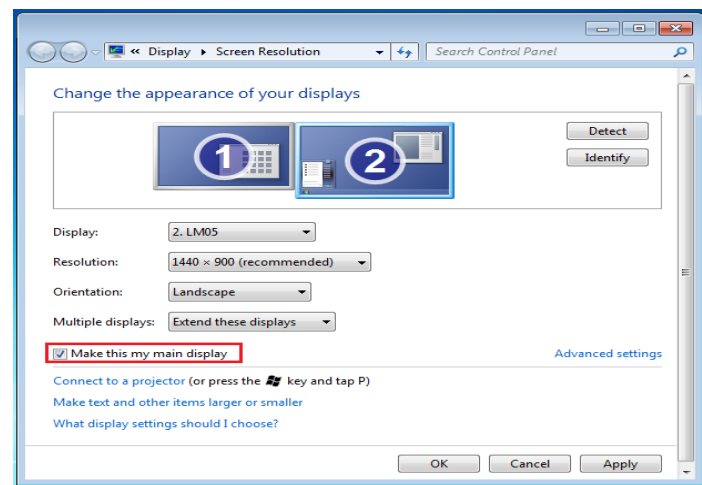 « Display ▸ Screen Resolution
Search Control Panel
Change the appearance of your displays
1
2
Detect
Identify
Display: 2. LM05
Resolution: 1440 × 900 (recommended)
Orientation: Landscape
Multiple displays: Extend these displays
Make this my main display
Advanced settings
Connect to a projector (or press the key and tap P)
Make text and other items larger or smaller
What display settings should I choose?
OK Cancel Apply